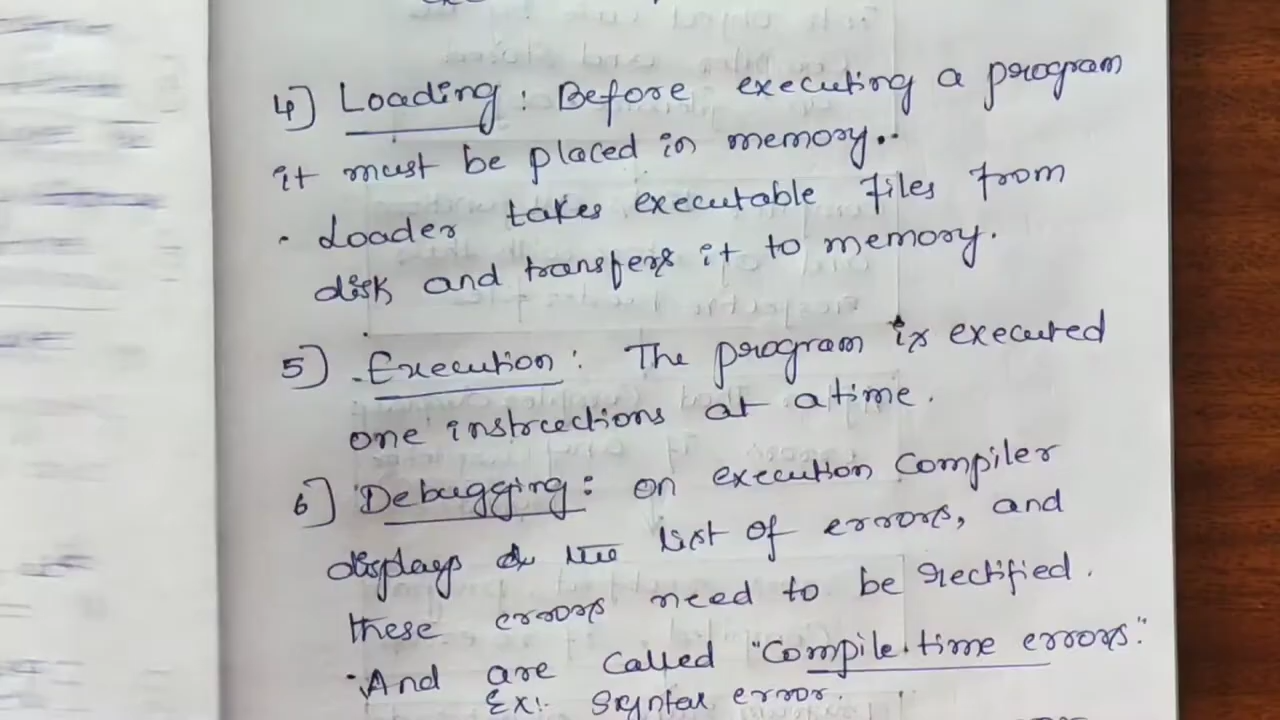 4] Loading : Before executing a program
it must be placed in memory..
• Loader takes executable files from
disk and transfers it to memory.
5] Execution : The program is executed
one instructions at a time.
6] Debugging : on execution compiler
displays list of errors, and
these errors need to be rectified.
• And are called "Compile time errors."
Ex:- Syntax error.